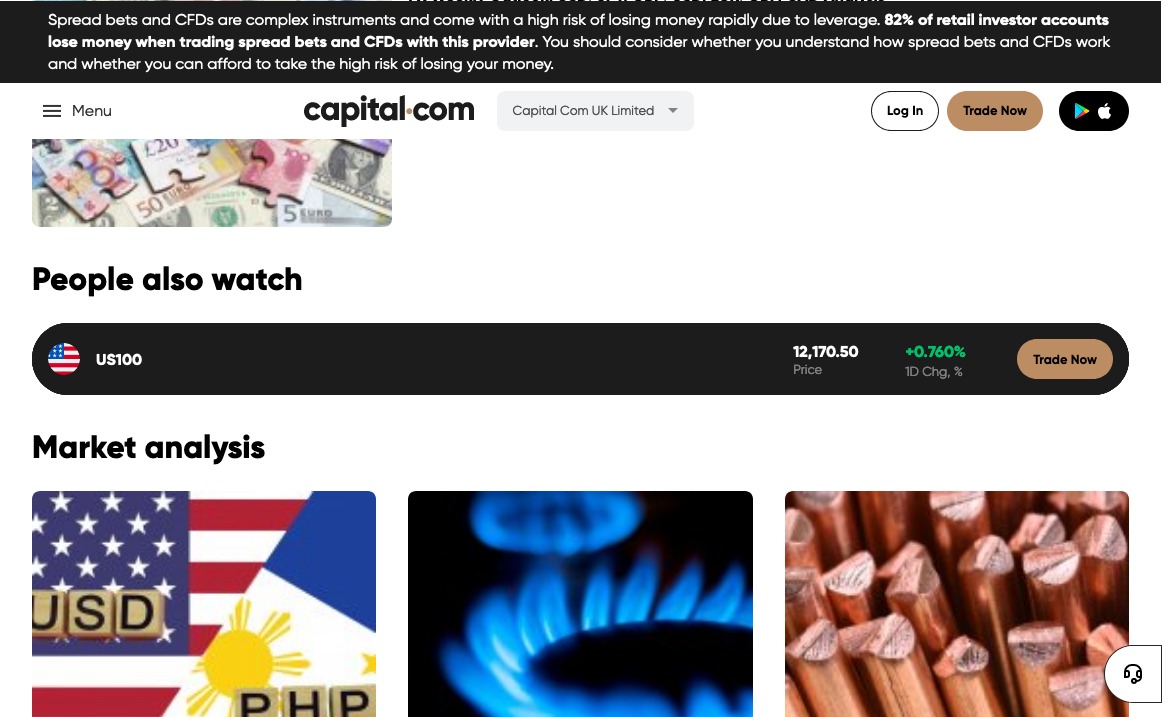 Spread bets and CFDs are complex instruments and come with a high risk of losing money rapidly due to leverage. 82% of retail investor accounts
lose money when trading spread bets and CFDs with this provider. You should consider whether you understand how spread bets and CFDs work
and whether you can afford to take the high risk of losing your money.
Menu
capital.com
Capital Com UK Limited
Log In
Trade Now
£20
50 EURO
5 EURO
People also watch
US100
12,170.50
Price
+0.760%
1D Chg, %
Trade Now
Market analysis
USD
PHP